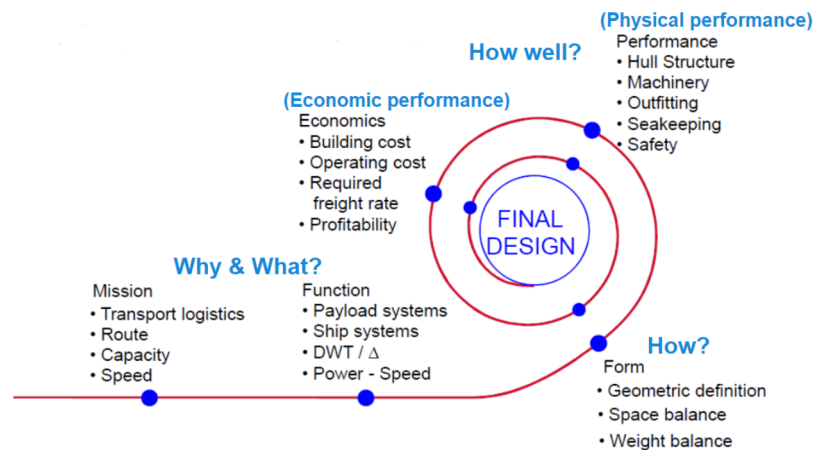 (Physical performance)
How well?
Performance
• Hull Structure
• Machinery
• Outfitting
• Seakeeping
• Safety
(Economic performance)
Economics
• Building cost
• Operating cost
• Required
freight rate
• Profitability
FINAL
DESIGN
Why & What?
Mission
• Transport logistics
• Route
• Capacity
• Speed
Function
• Payload systems
• Ship systems
• DWT / Δ
• Power - Speed
How?
Form
• Geometric definition
• Space balance
• Weight balance